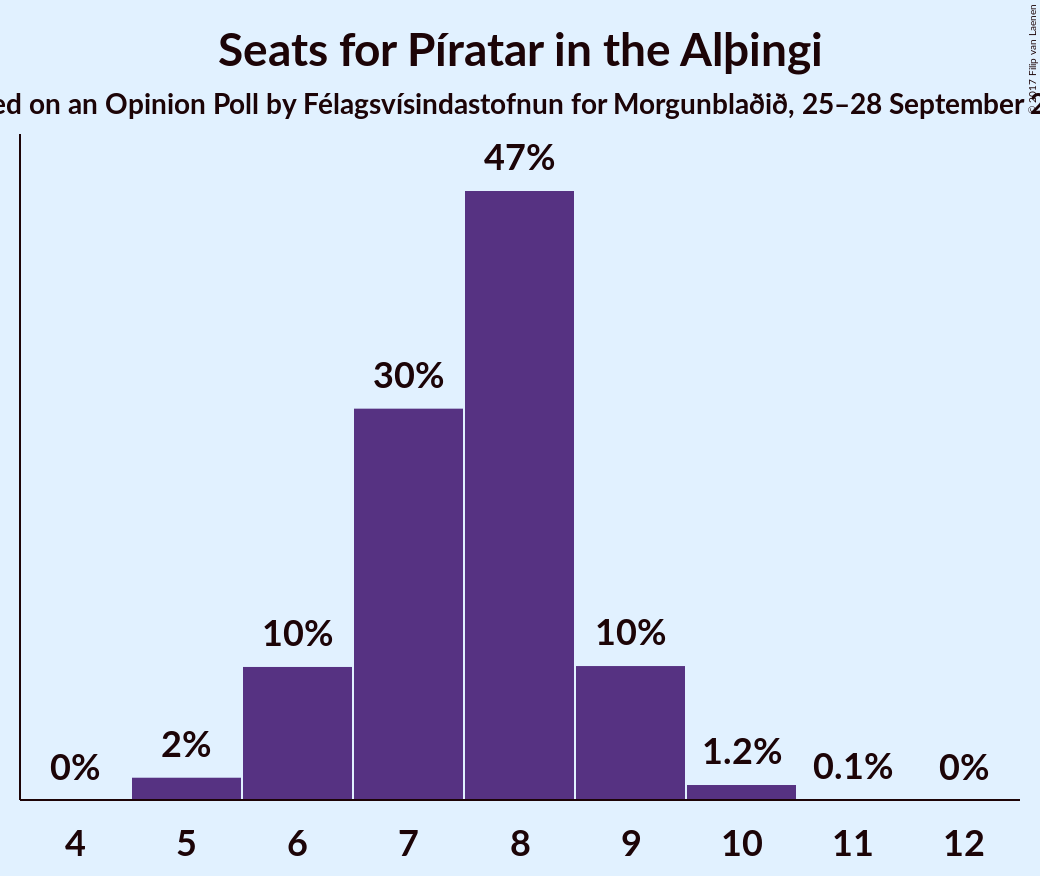 Seats for Píratar in the Alþingi
ed on an Opinion Poll by Félagsvísindastofnun for Morgunblaðið, 25–28 September 2
© 2017 Filip van Laenen
47%
30%
10%
10%
2%
1.2%
0%
0.1%
0%
4 5 6 7 8 9 10 11 12